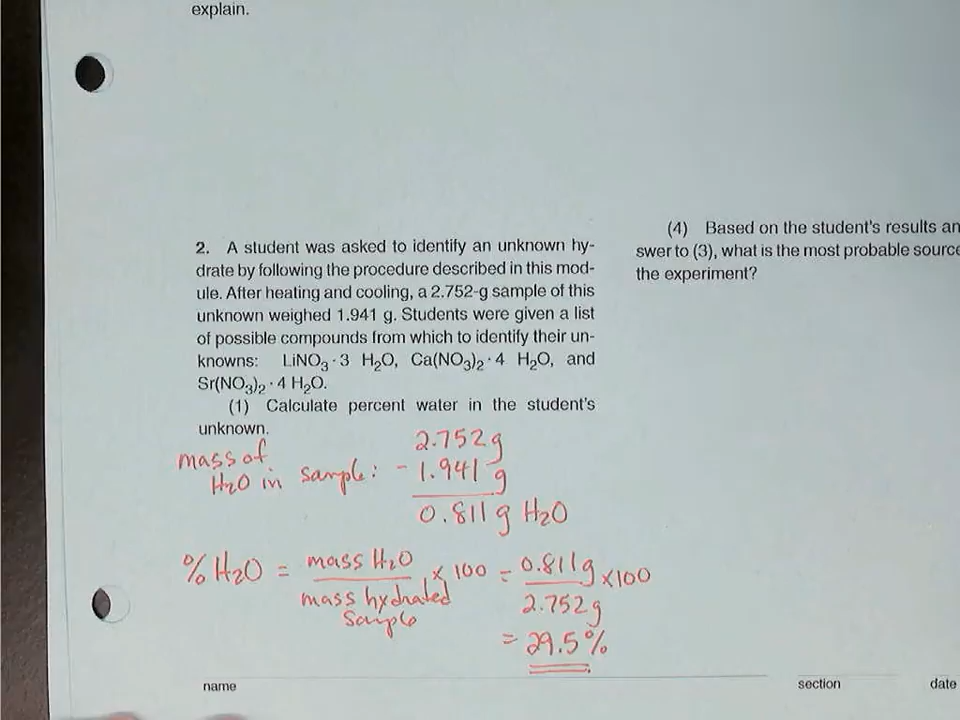 explain.
2. A student was asked to identify an unknown hy-
drate by following the procedure described in this mod-
ule. After heating and cooling, a 2.752-g sample of this
unknown weighed 1.941 g. Students were given a list
of possible compounds from which to identify their un-
knowns: LiNO₃ · 3 H₂O, Ca(NO₃)₂ · 4 H₂O, and
Sr(NO₃)₂ · 4 H₂O.
(1) Calculate percent water in the student's
unknown.
mass of
H₂O in sample:
2.752g
- 1.941 g
0.811g H₂O
% H₂O = mass H₂O / mass hydrated sample x 100 = 0.811g / 2.752g x100
= 29.5%
(4) Based on the student's results an
swer to (3), what is the most probable source
the experiment?
name section date